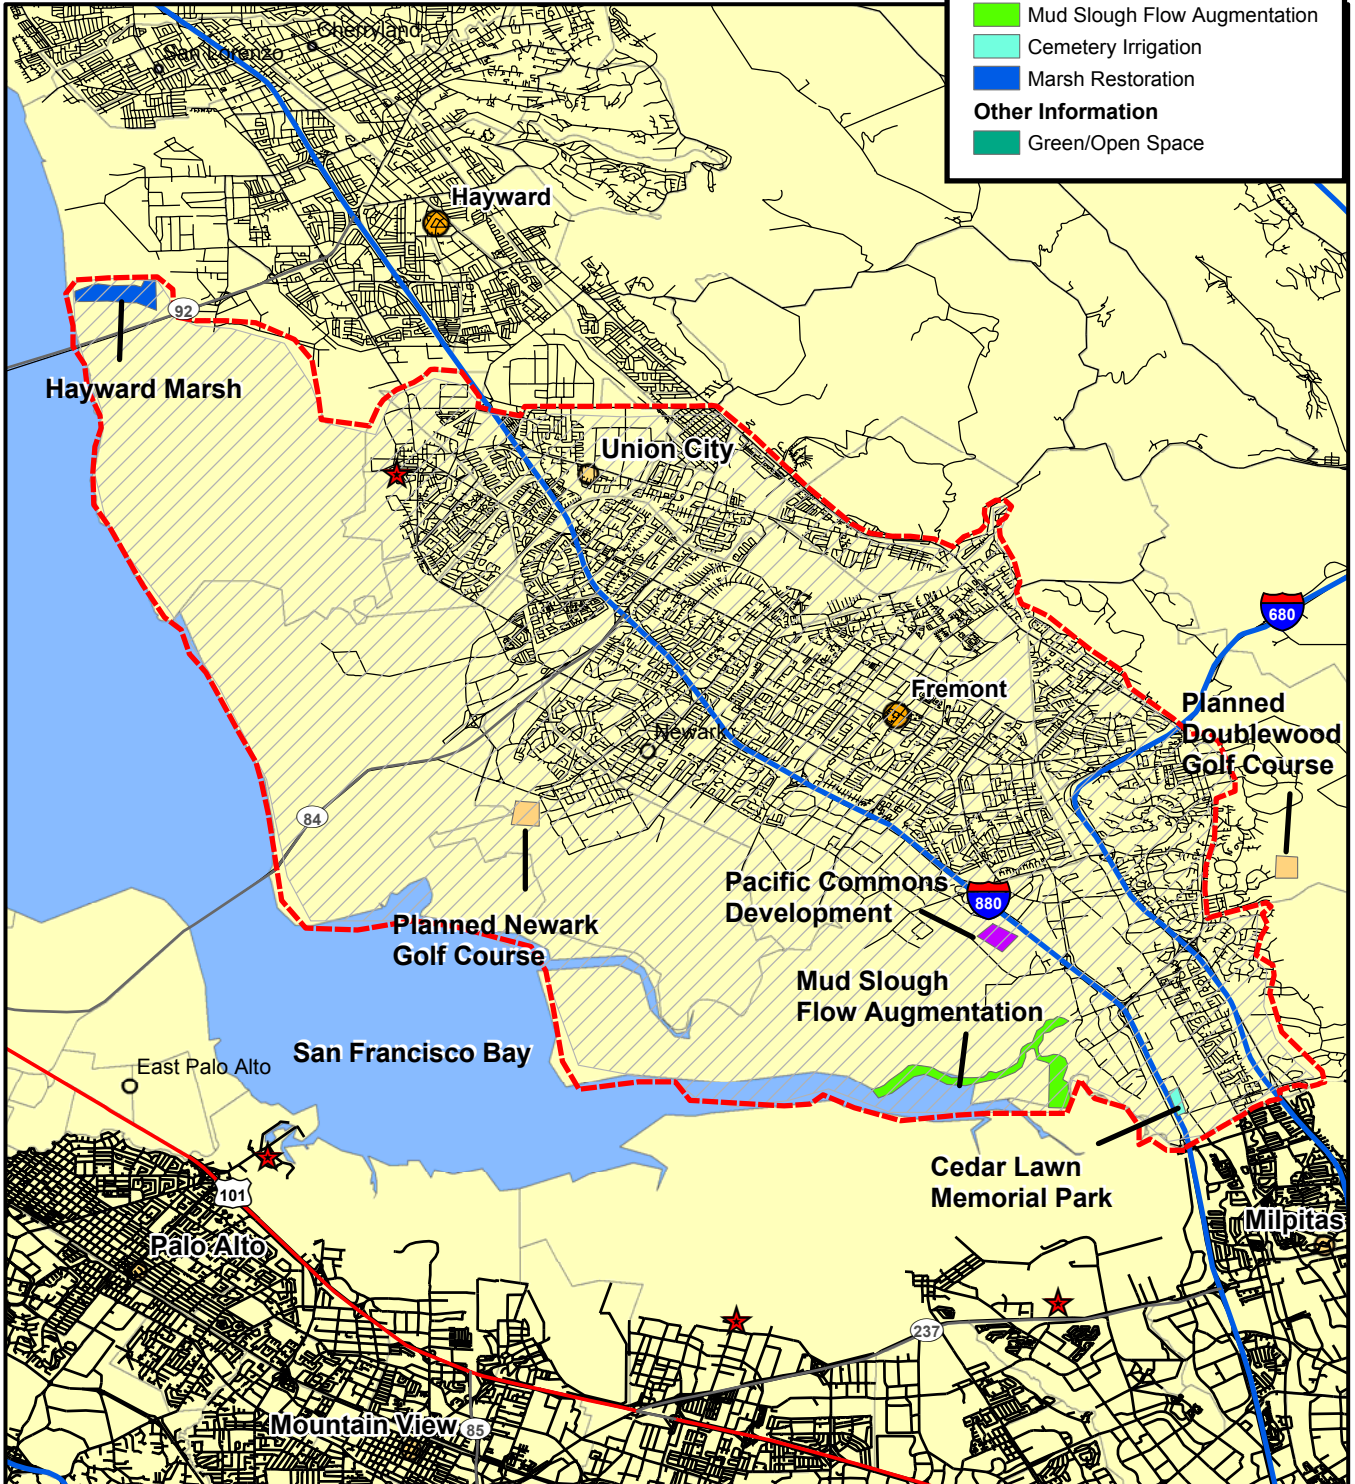 Mud Slough Flow Augmentation
Cemetery Irrigation
Marsh Restoration
Other Information
Green/Open Space
Cherryland
San Lorenzo
Hayward
92
Hayward Marsh
Union City
680
Fremont
Planned
Doublewood
Golf Course
Newark
84
Pacific Commons
Development
880
Planned Newark
Golf Course
Mud Slough
Flow Augmentation
San Francisco Bay
East Palo Alto
Cedar Lawn
Memorial Park
101
Palo Alto
Milpitas
237
Mountain View
85